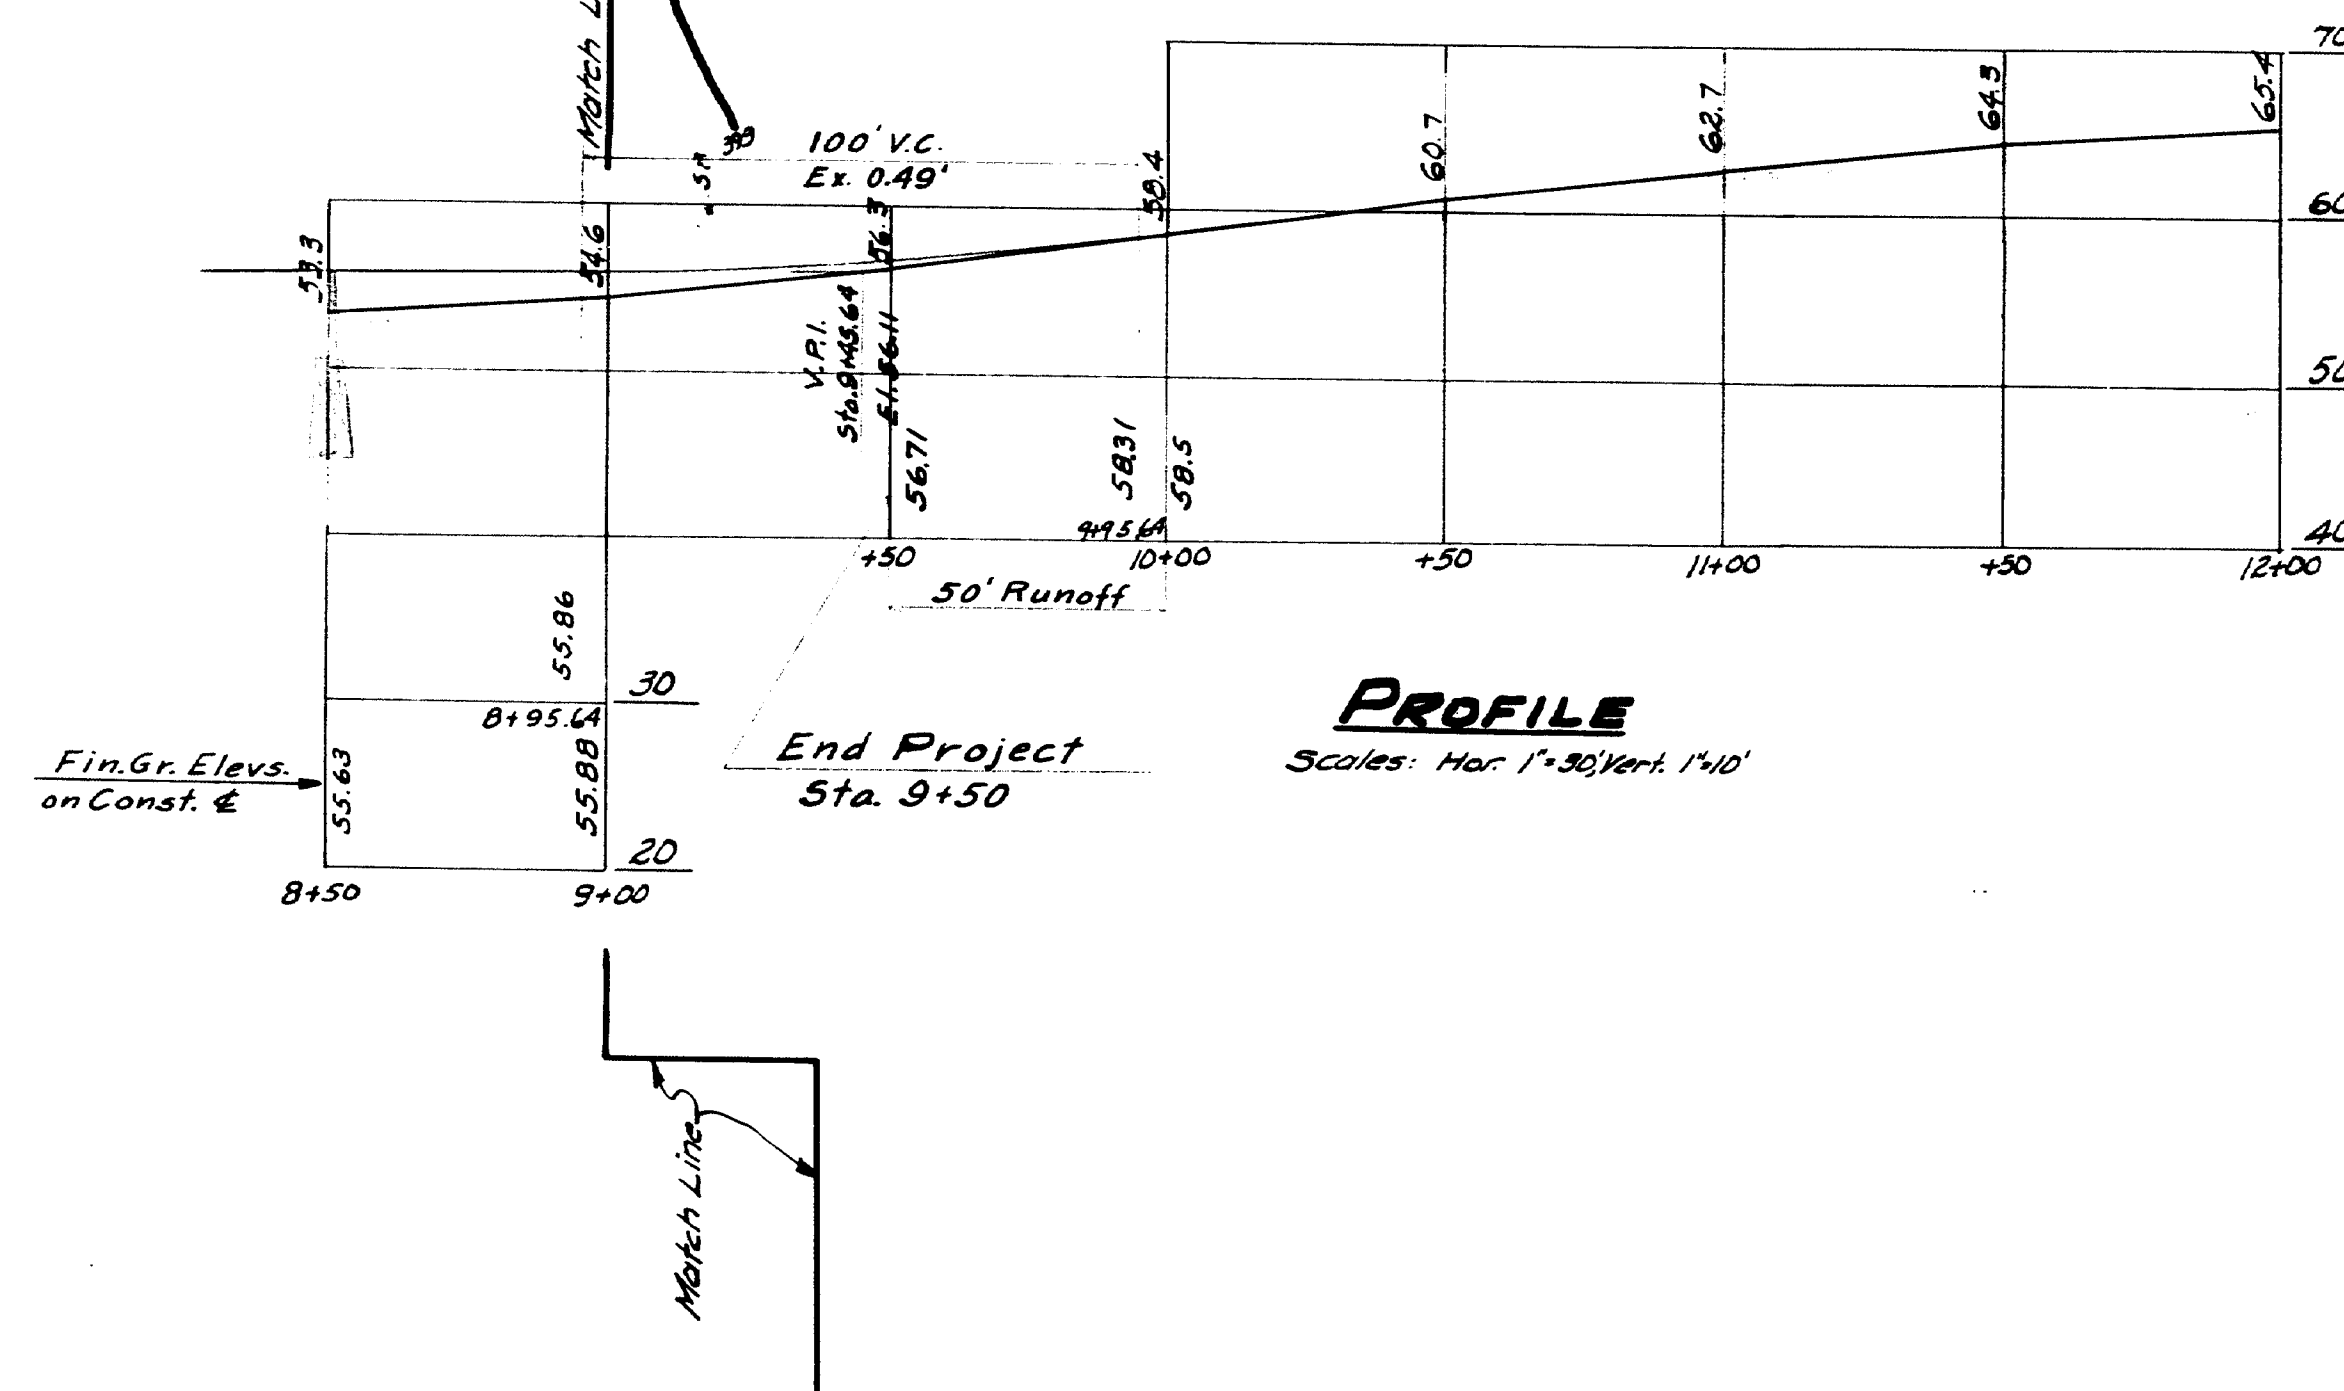 Match
100' V.C.
Ex. 0.49'
53.3
54.6
56.3
58.4
60.7
62.7
64.3
65.4
70
60
50
40
V.P.I.
Sta. 9+45.64
El. 56.11
56.71
58.31
58.5
9+95.64
+50
10+00
+50
11+00
+50
12+00
50' Runoff
55.86
30
8+95.64
55.88
Fin. Gr. Elevs.
on Const. ℄
55.63
20
8+50
9+00
End Project
Sta. 9+50
PROFILE
Scales: Hor. 1"=30', Vert. 1"=10'
Match Line